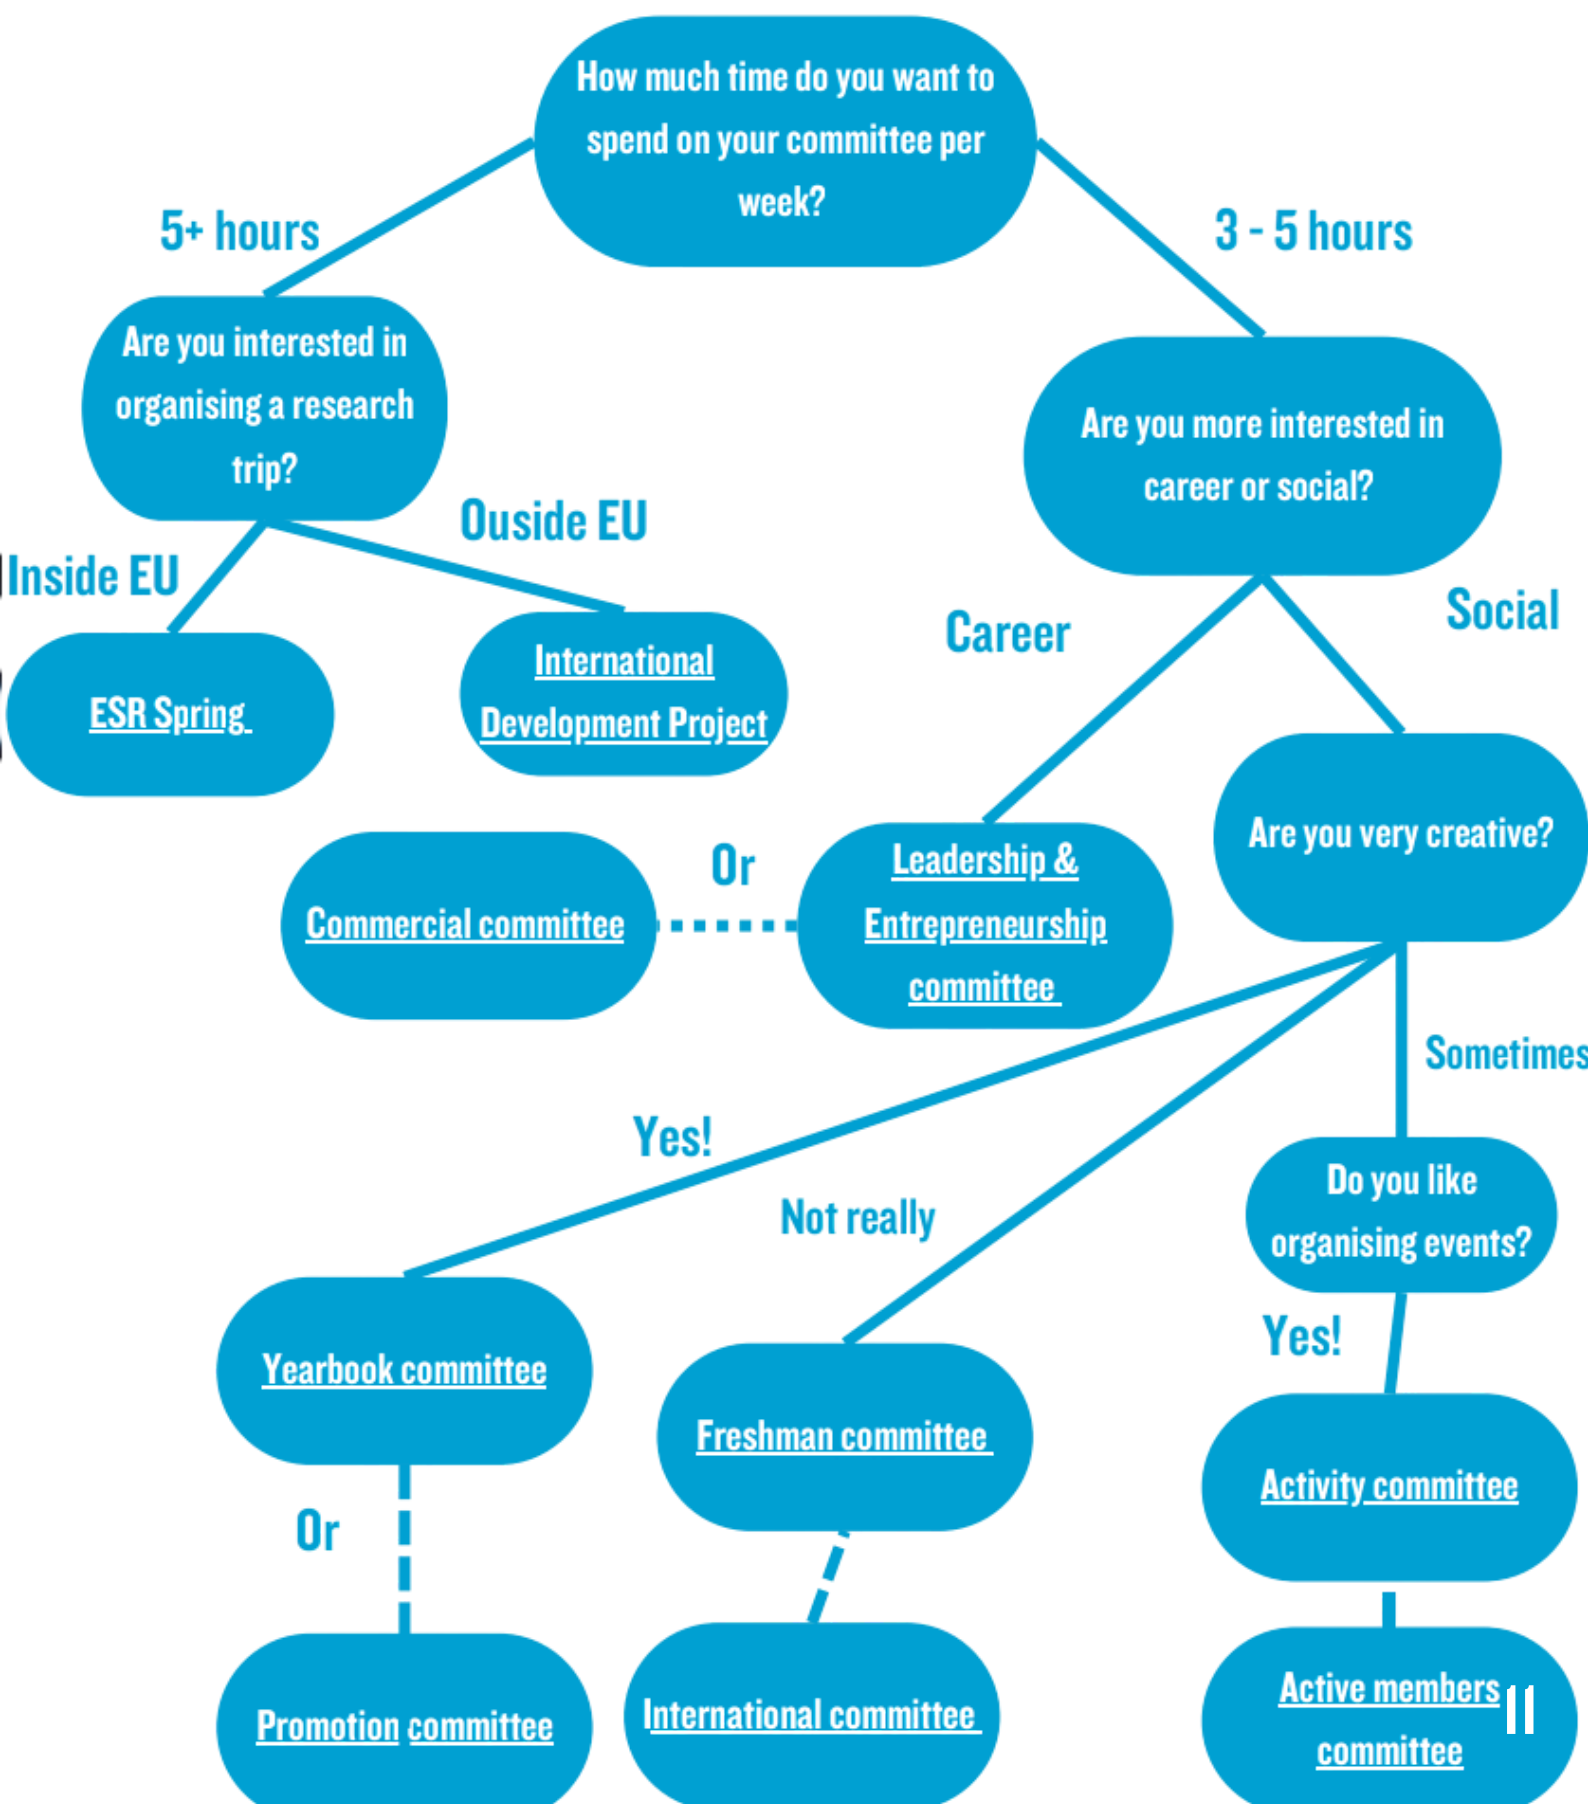 How much time do you want to
spend on your committee per
week?
5+ hours
3 - 5 hours
Are you interested in
organising a research
trip?
Are you more interested in
career or social?
Inside EU
Ouside EU
Career
Social
ESR Spring
International
Development Project
Are you very creative?
Commercial committee
Or
Leadership &
Entrepreneurship
committee
Yes!
Not really
Sometimes
Do you like
organising events?
Yes!
Yearbook committee
Freshman committee
Activity committee
Or
Promotion committee
International committee
Active members
committee
11